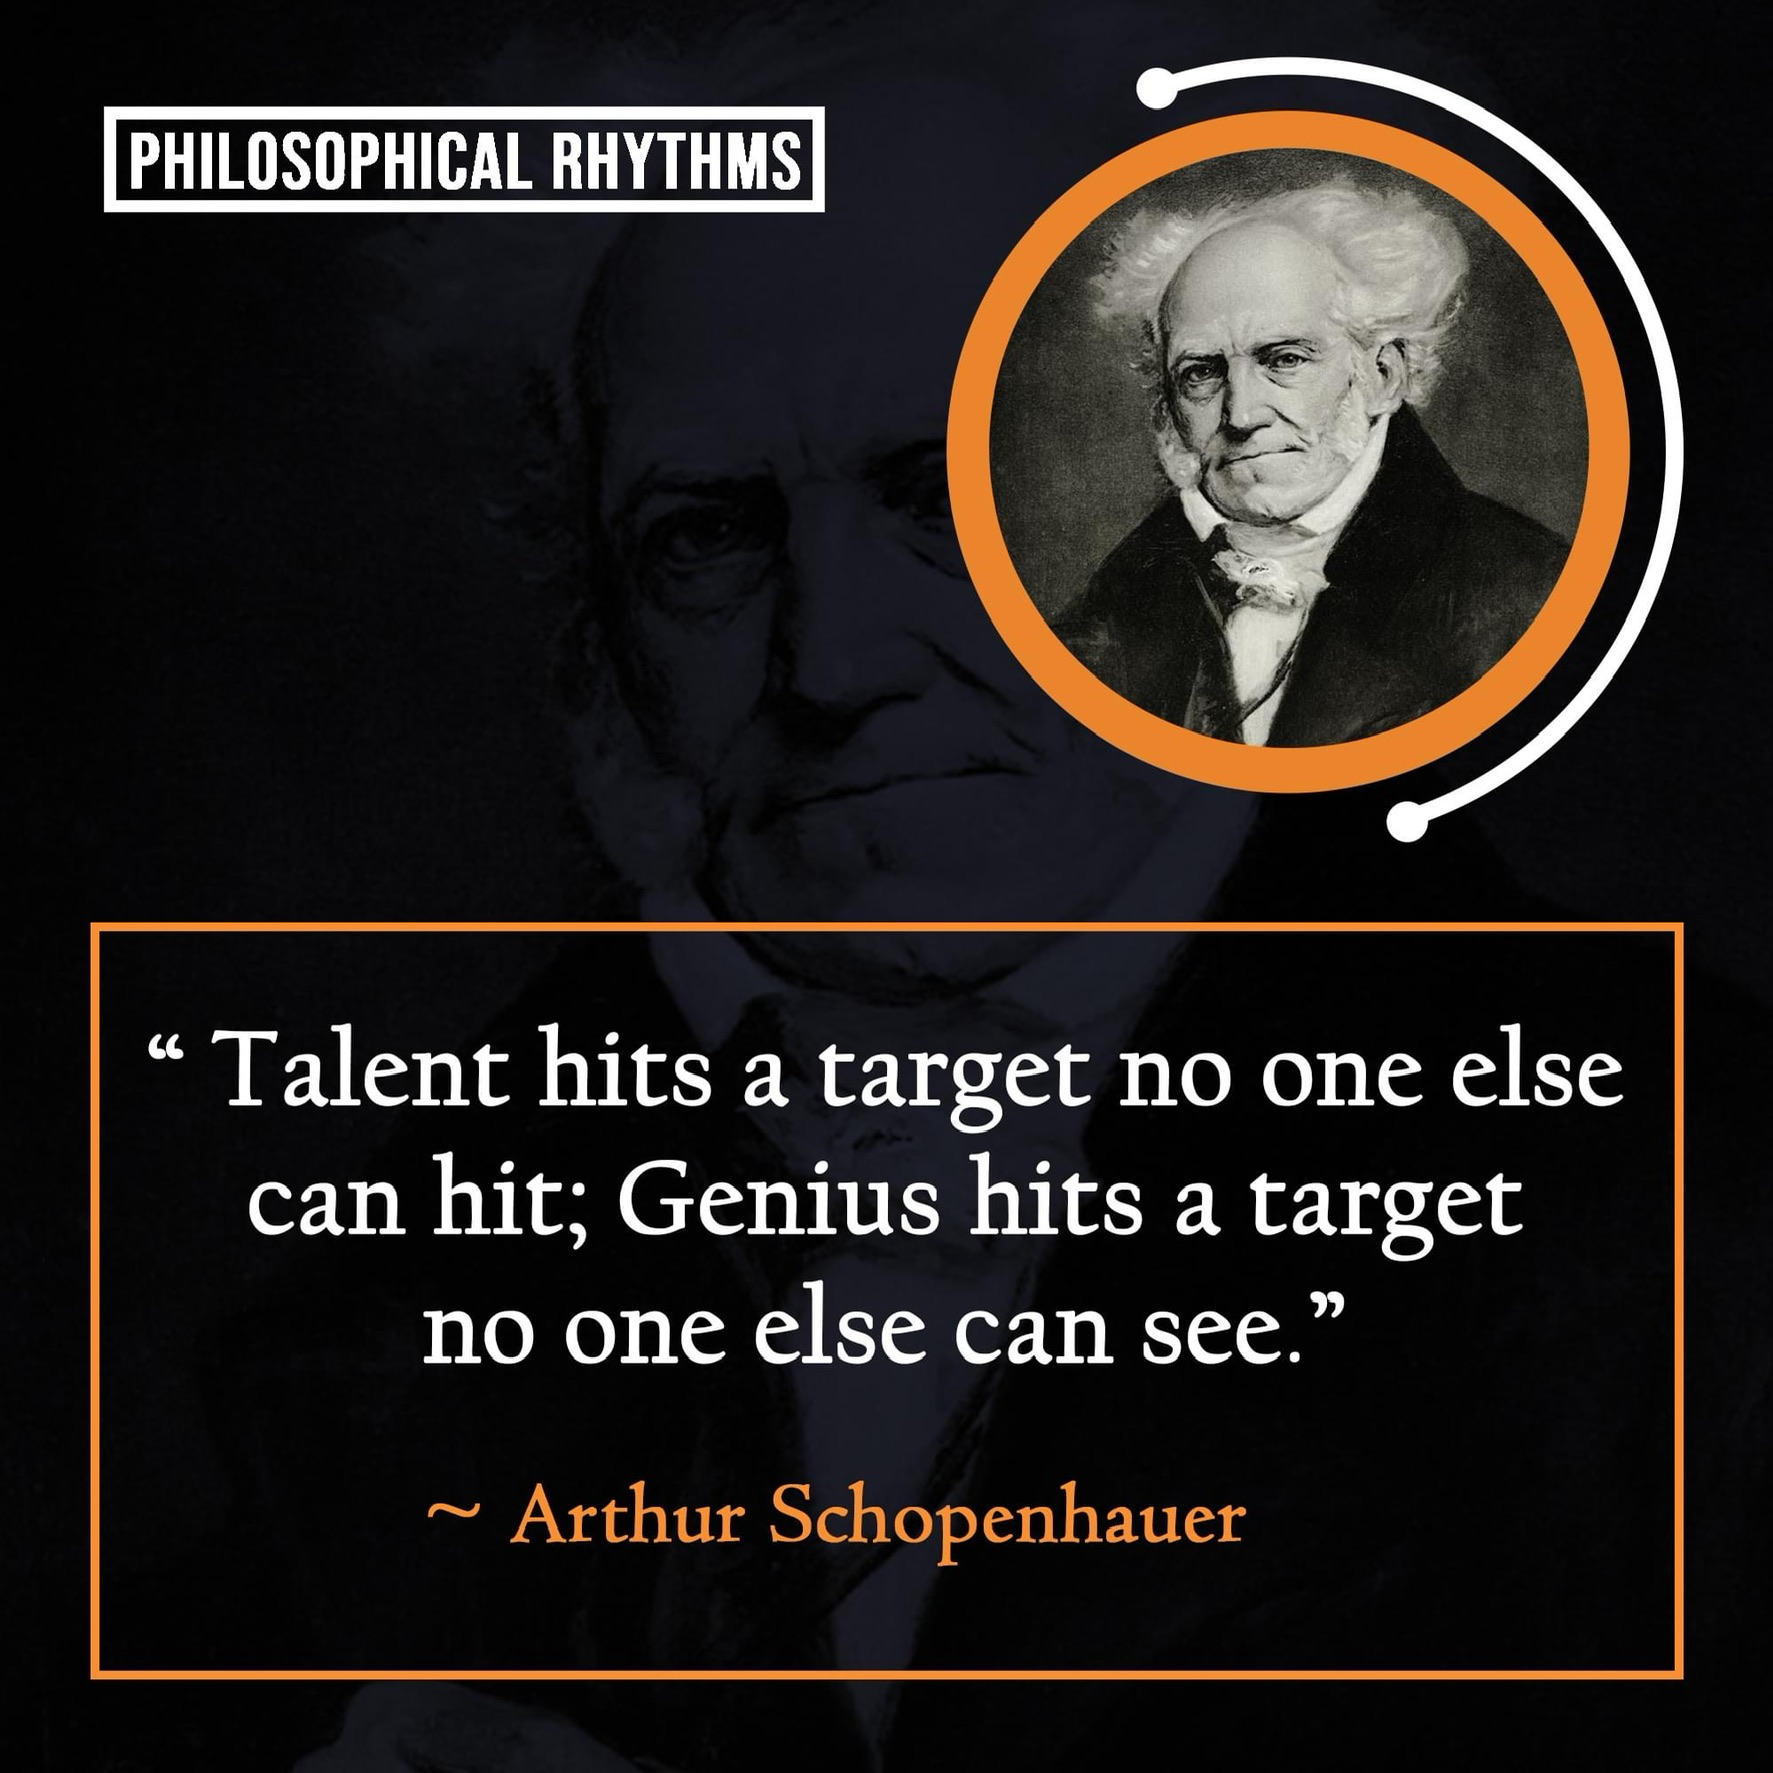 PHILOSOPHICAL RHYTHMS
“ Talent hits a target no one else
can hit; Genius hits a target
no one else can see.”
~ Arthur Schopenhauer